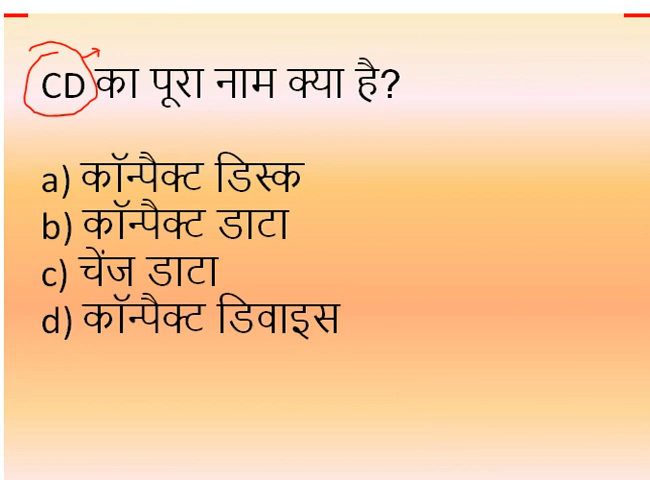 CD का पूरा नाम क्या है?
a) कॉन्पैक्ट डिस्क
b) कॉन्पैक्ट डाटा
c) चेंज डाटा
d) कॉन्पैक्ट डिवाइस